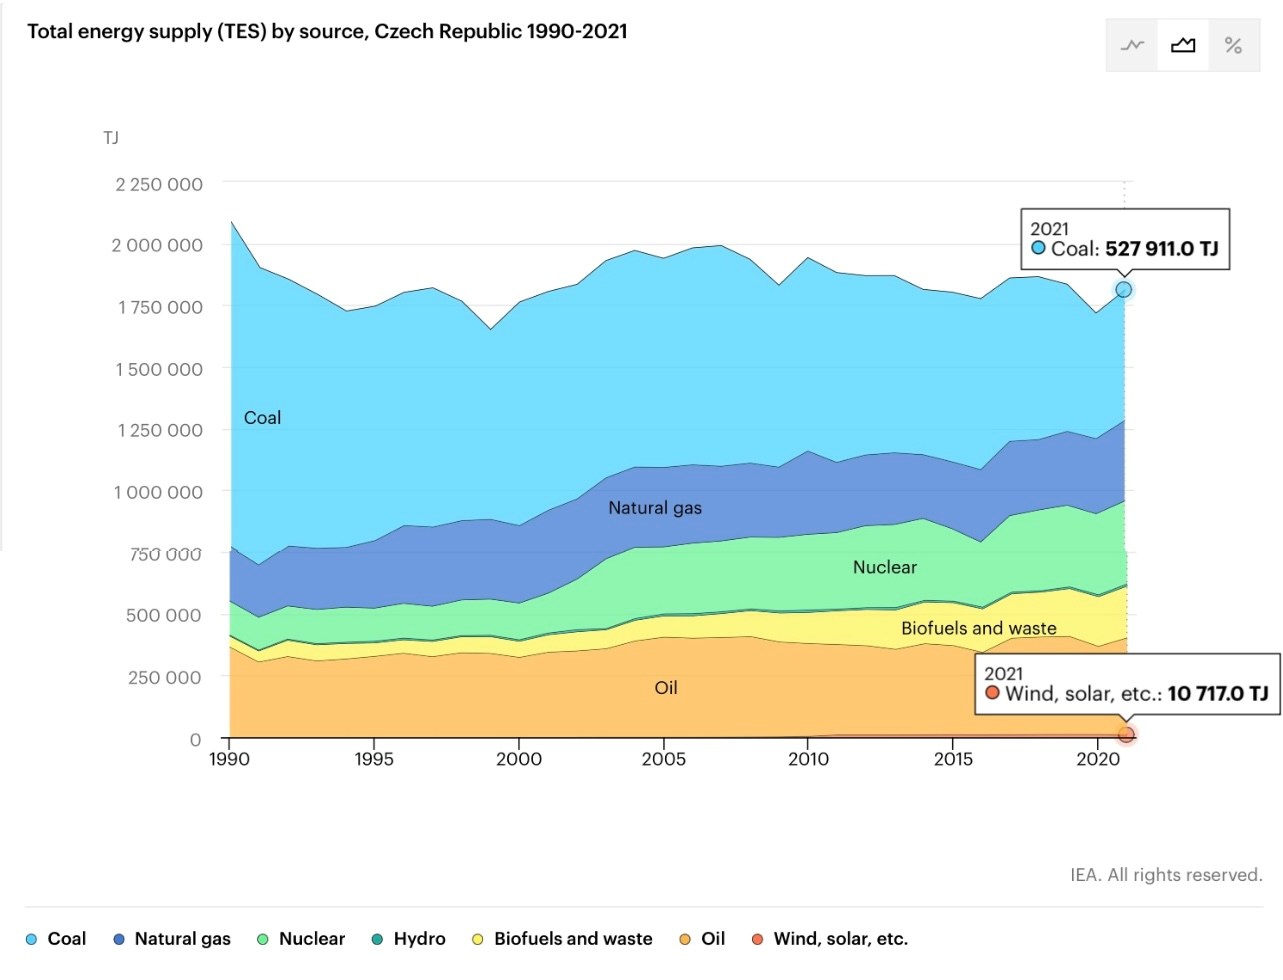 Total energy supply (TES) by source, Czech Republic 1990-2021
%
TJ
2 250 000
2 000 000
1 750 000
1 500 000
1 250 000
1 000 000
750 000
500 000
250 000
0
2021
Coal: 527 911.0 TJ
Coal
Natural gas
Nuclear
Biofuels and waste
Oil
2021
Wind, solar, etc.: 10 717.0 TJ
1990 1995 2000 2005 2010 2015 2020
IEA. All rights reserved.
Coal Natural gas Nuclear Hydro Biofuels and waste Oil Wind, solar, etc.